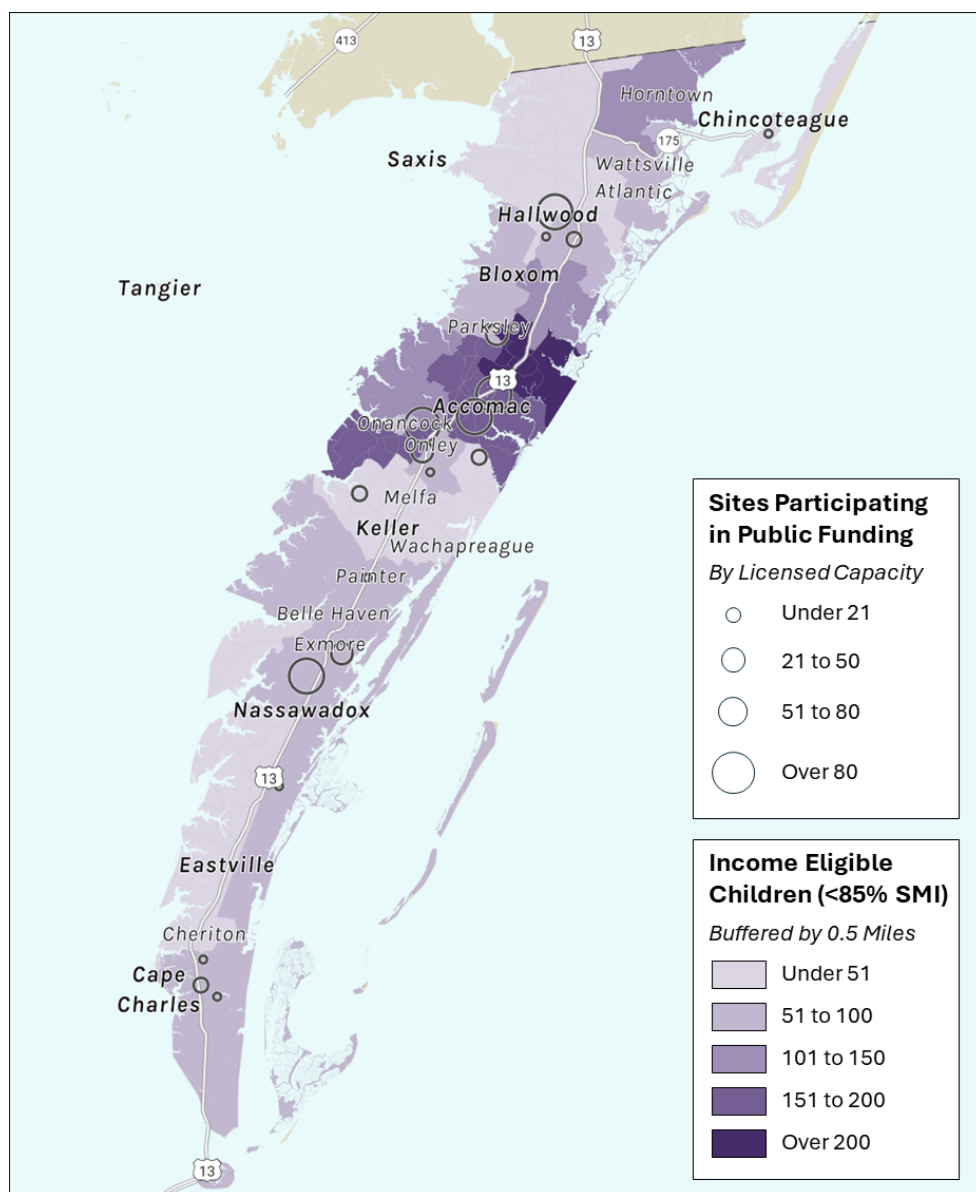 413
13
Horntown
Chincoteague
175
Saxis
Wattsville
Atlantic
Hallwood
Bloxom
Tangier
Parksley
13
Accomac
Onancock
Onley
Melfa
Keller
Wachapreague
Painter
Belle Haven
Exmore
Nassawadox
13
Eastville
Cheriton
Cape
Charles
13
Sites Participating
in Public Funding
By Licensed Capacity
Under 21
21 to 50
51 to 80
Over 80
Income Eligible
Children (<85% SMI)
Buffered by 0.5 Miles
Under 51
51 to 100
101 to 150
151 to 200
Over 200